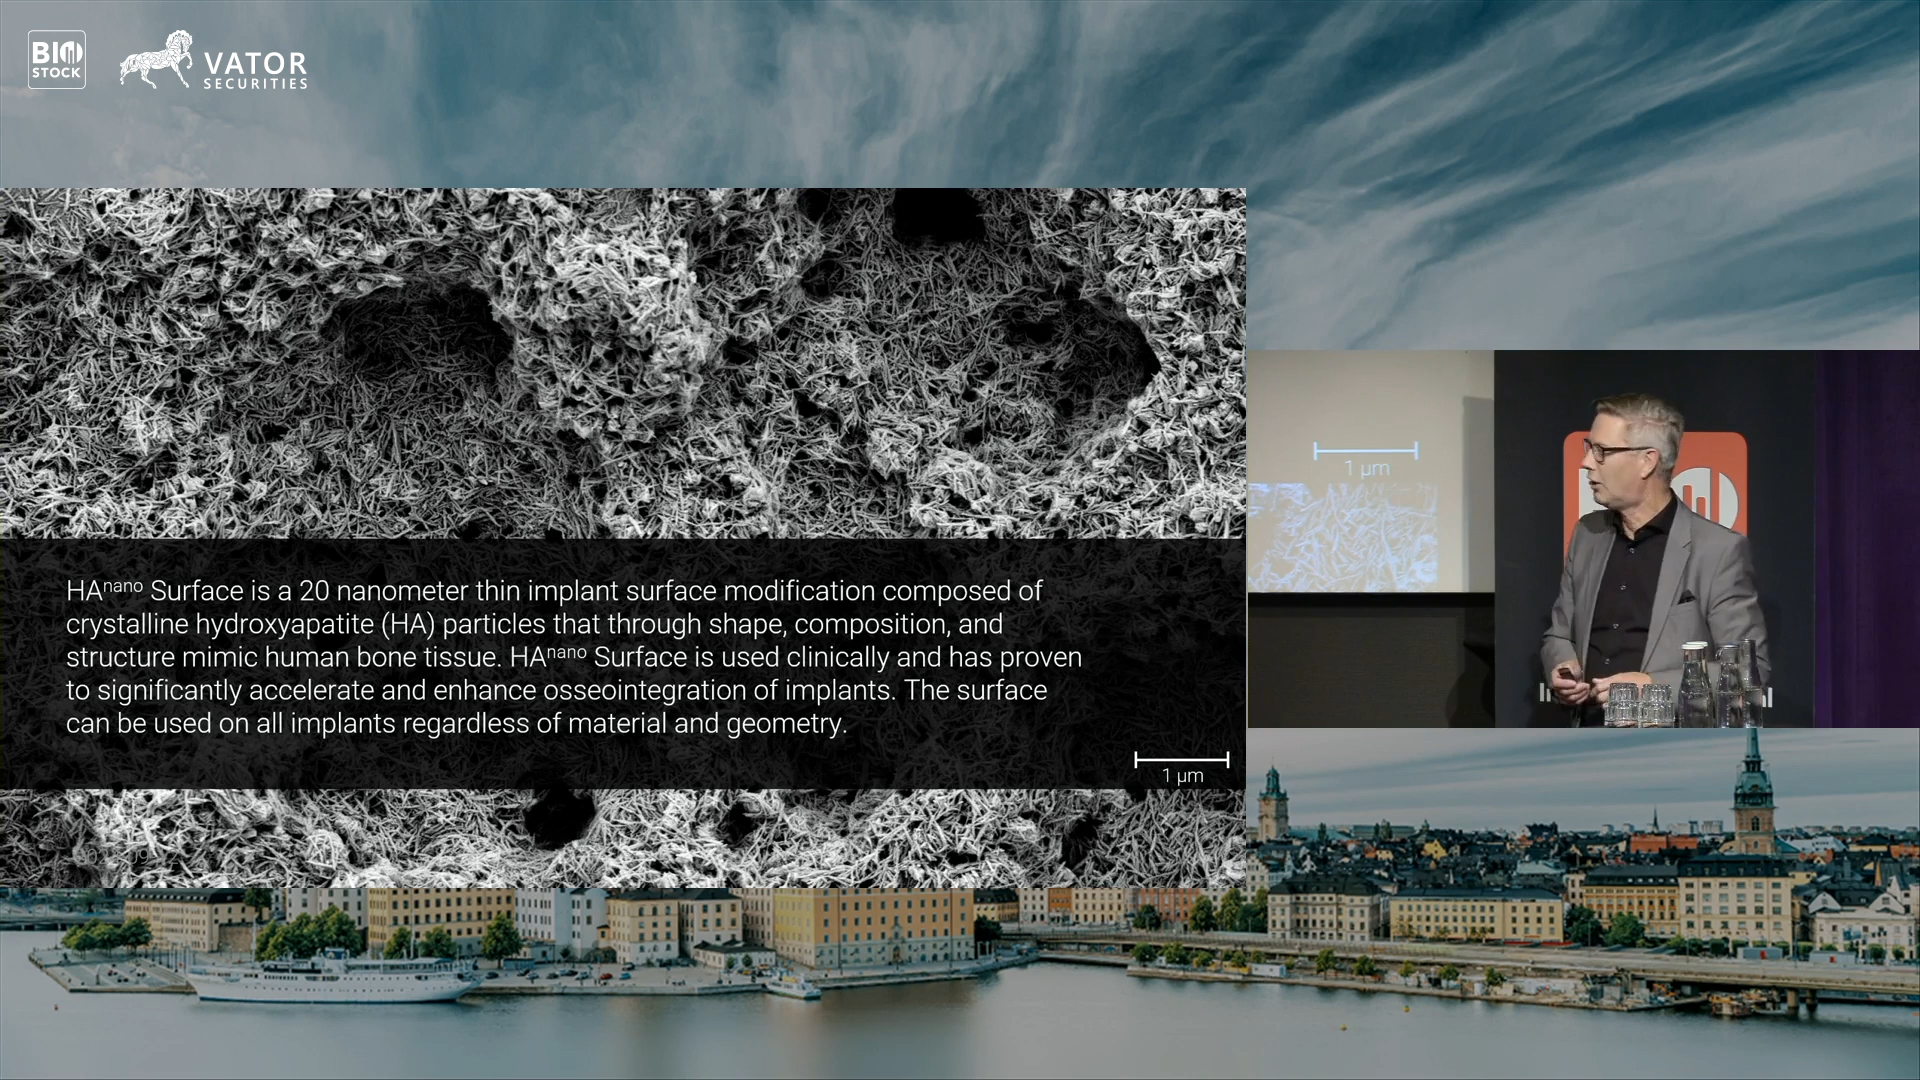 BIO
STOCK
VATOR
SECURITIES
1 µm
HAnano Surface is a 20 nanometer thin implant surface modification composed of
crystalline hydroxyapatite (HA) particles that through shape, composition, and
structure mimic human bone tissue. HAnano Surface is used clinically and has proven
to significantly accelerate and enhance osseointegration of implants. The surface
can be used on all implants regardless of material and geometry.
1 µm